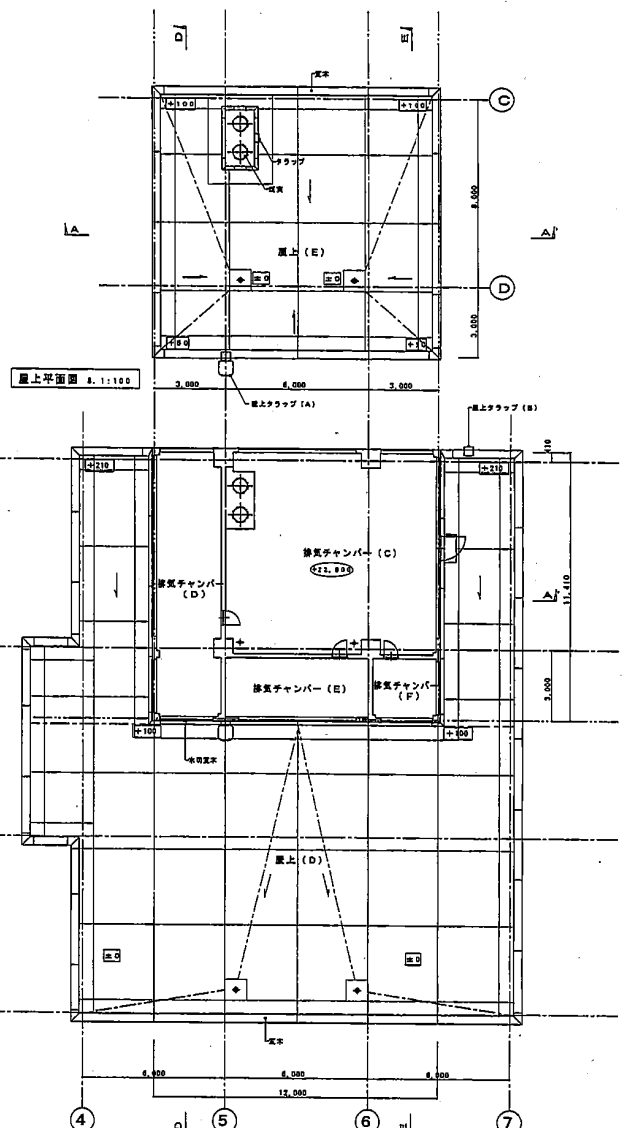 D
E
笠木
+100
+100
C
タラップ
8,000
A
A'
屋上 (E)
±0
±0
D
3,000
+50
屋上平面図 S.1:100
3,000
6,000
3,000
屋上タラップ (A)
屋上タラップ (B)
410
+210
+210
排気チャンバー (C)
+22,800
排気チャンバー
(D)
A'
11,410
排気チャンバー (E)
排気チャンバー
(F)
3,000
+100
+100
水切笠木
屋上 (D)
±0
±0
笠木
6,000
6,000
6,000
12,000
4
5
6
7